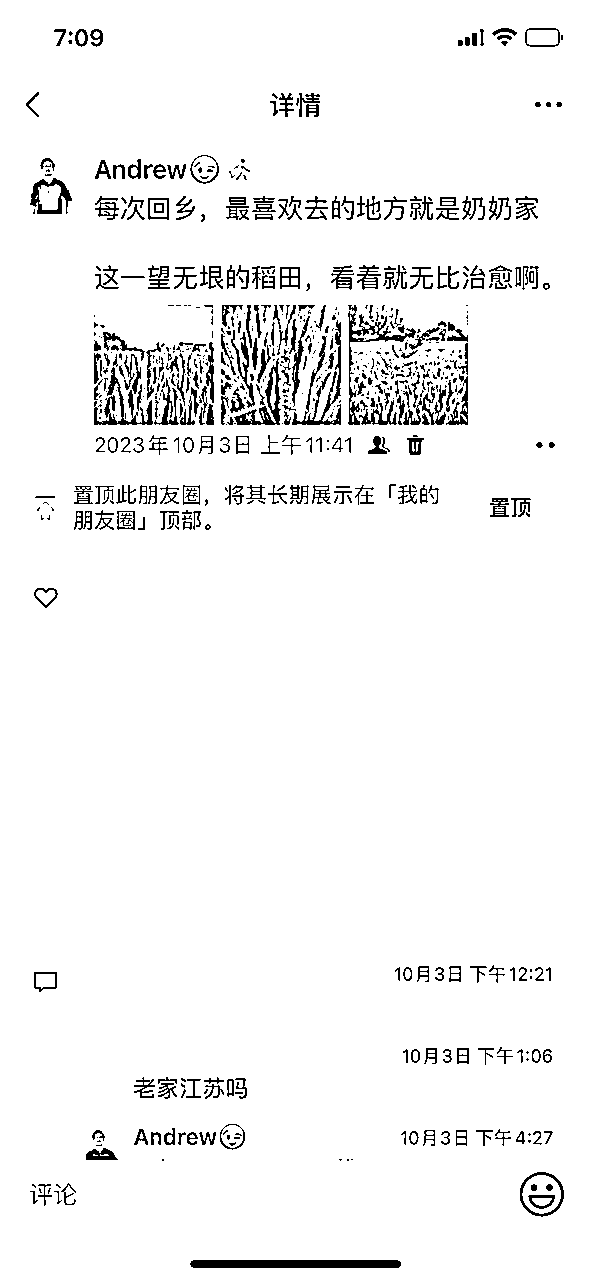 7:09
详情
Andrew😉
每次回乡，最喜欢去的地方就是奶奶家
这一望无垠的稻田，看着就无比治愈啊。
2023年10月3日 上午11:41
置顶此朋友圈，将其长期展示在「我的
朋友圈」顶部。
置顶
10月3日 下午12:21
10月3日 下午1:06
老家江苏吗
Andrew😉
10月3日 下午4:27
评论